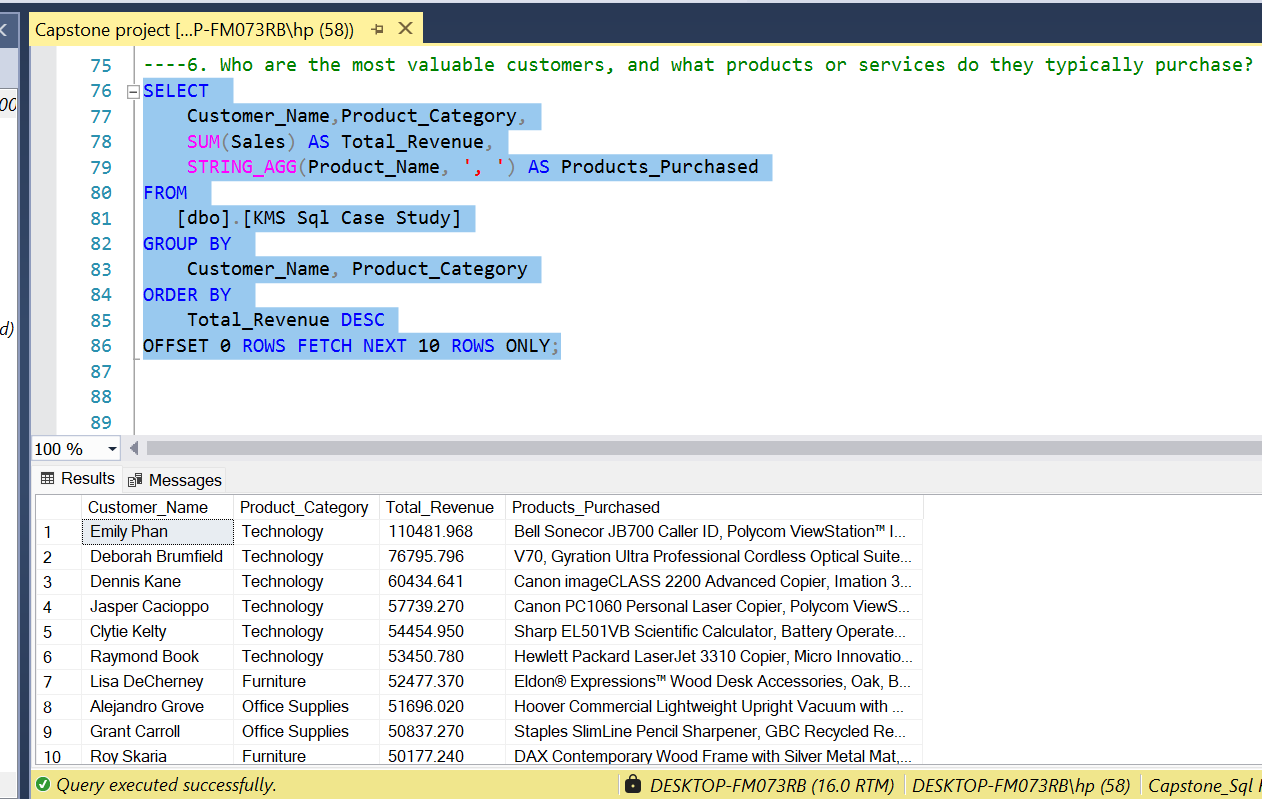 Capstone project [...P-FM073RB\hp (58))
75 ----6. Who are the most valuable customers, and what products or services do they typically purchase?
76 SELECT
77 Customer_Name,Product_Category,
78 SUM(Sales) AS Total_Revenue,
79 STRING_AGG(Product_Name, ', ') AS Products_Purchased
80 FROM
81 [dbo].[KMS Sql Case Study]
82 GROUP BY
83 Customer_Name, Product_Category
84 ORDER BY
85 Total_Revenue DESC
86 OFFSET 0 ROWS FETCH NEXT 10 ROWS ONLY;
87
88
89
00
d)
100 %
Results Messages
Customer_Name Product_Category Total_Revenue Products_Purchased
1 Emily Phan Technology 110481.968 Bell Sonecor JB700 Caller ID, Polycom ViewStation™ I...
2 Deborah Brumfield Technology 76795.796 V70, Gyration Ultra Professional Cordless Optical Suite...
3 Dennis Kane Technology 60434.641 Canon imageCLASS 2200 Advanced Copier, Imation 3...
4 Jasper Cacioppo Technology 57739.270 Canon PC1060 Personal Laser Copier, Polycom ViewS...
5 Clytie Kelty Technology 54454.950 Sharp EL501VB Scientific Calculator, Battery Operate...
6 Raymond Book Technology 53450.780 Hewlett Packard LaserJet 3310 Copier, Micro Innovatio...
7 Lisa DeCherney Furniture 52477.370 Eldon® Expressions™ Wood Desk Accessories, Oak, B...
8 Alejandro Grove Office Supplies 51696.020 Hoover Commercial Lightweight Upright Vacuum with ...
9 Grant Carroll Office Supplies 50837.270 Staples SlimLine Pencil Sharpener, GBC Recycled Re...
10 Roy Skaria Furniture 50177.240 DAX Contemporary Wood Frame with Silver Metal Mat,...
Query executed successfully. DESKTOP-FM073RB (16.0 RTM) DESKTOP-FM073RB\hp (58) Capstone_Sql